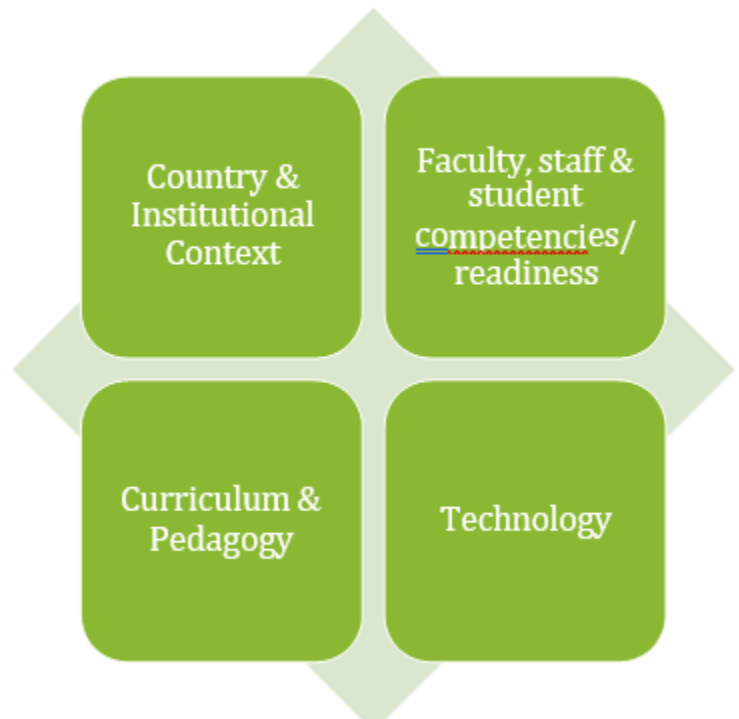 Country &
Institutional
Context
Faculty, staff &
student
competencies/
readiness
Curriculum &
Pedagogy
Technology